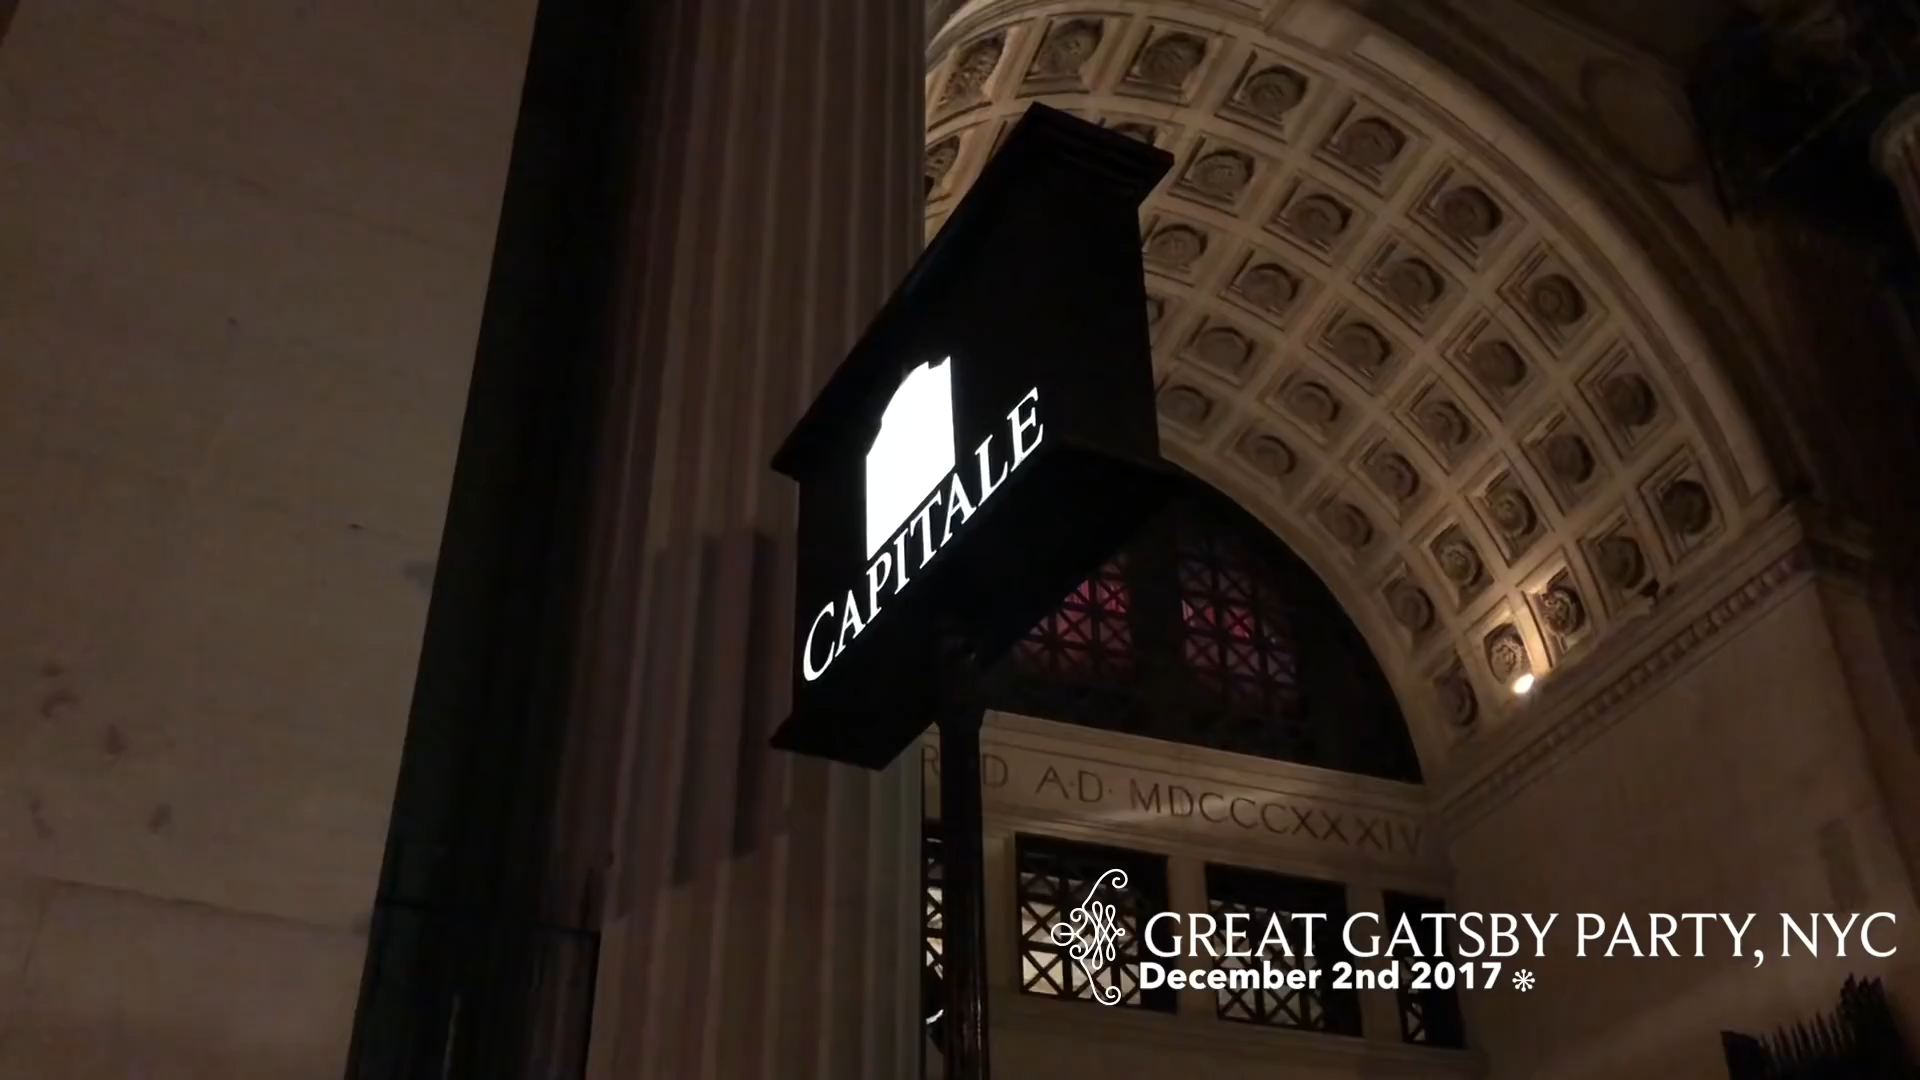 CAPITALE
A·D· MDCCCXXXIV
GREAT GATSBY PARTY, NYC
December 2nd 2017